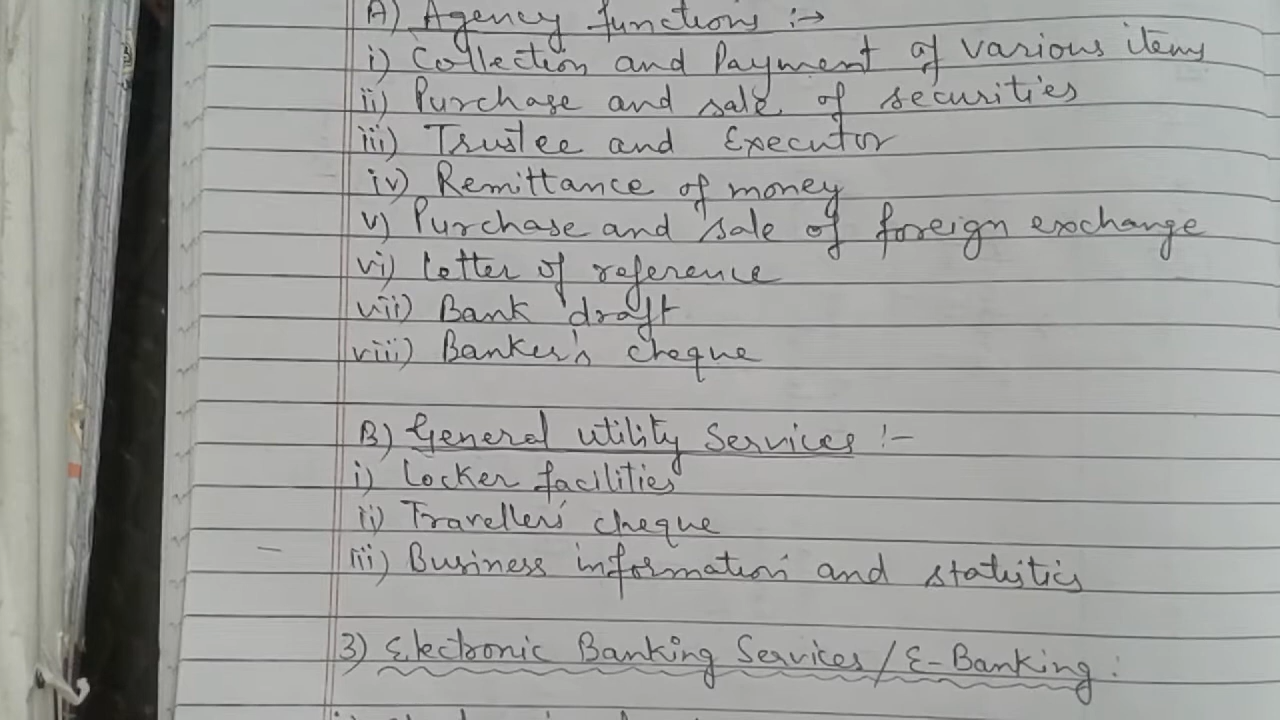 A) Agency functions :→
i) Collection and Payment of various items
ii) Purchase and sale of securities
iii) Trustee and Executor
iv) Remittance of money
v) Purchase and sale of foreign exchange
vi) Letter of reference
vii) Bank draft
viii) Banker's cheque
B) General utility Services :-
i) Locker facilities
ii) Travellers' cheque
iii) Business information and statistics
3) Electronic Banking Services / E-Banking :